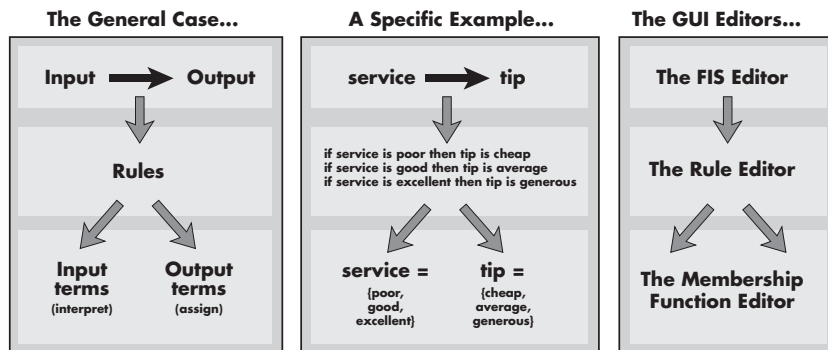 The General Case...
Input Output
Rules
Input terms
(interpret)
Output terms
(assign)
A Specific Example...
service tip
if service is poor then tip is cheap
if service is good then tip is average
if service is excellent then tip is generous
service =
{poor,
good,
excellent}
tip =
{cheap,
average,
generous}
The GUI Editors...
The FIS Editor
The Rule Editor
The Membership
Function Editor